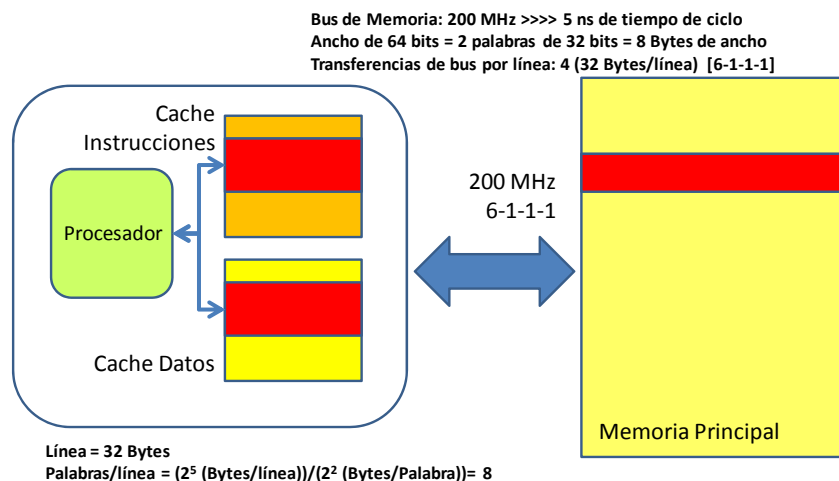 Bus de Memoria: 200 MHz >>>> 5 ns de tiempo de ciclo
Ancho de 64 bits = 2 palabras de 32 bits = 8 Bytes de ancho
Transferencias de bus por línea: 4 (32 Bytes/línea) [6-1-1-1]
Cache
Instrucciones
Procesador
Cache Datos
200 MHz
6-1-1-1
Memoria Principal
Línea = 32 Bytes
Palabras/línea = (2⁵ (Bytes/línea))/(2² (Bytes/Palabra))= 8